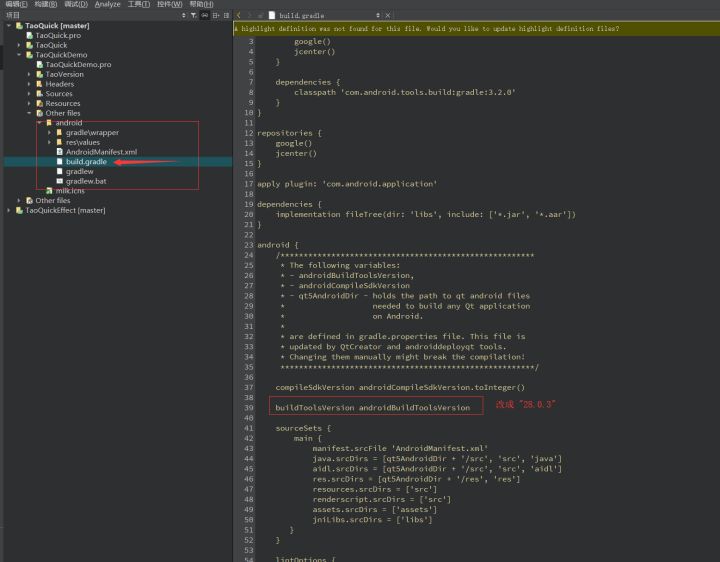 编辑(E) 构建(B) 调试(D) Analyze 工具(T) 控件(W) 帮助(H)
项目
build.gradle
TaoQuick [master]
TaoQuick.pro
TaoQuick
TaoQuickDemo
TaoQuickDemo.pro
TaoVersion
Headers
Sources
Resources
Other files
android
gradle\wrapper
res\values
AndroidManifest.xml
build.gradle
gradlew
gradlew.bat
milk.icns
Other files
TaoQuickEffect [master]
A highlight definition was not found for this file. Would you like to update highlight definition files?
3 google()
4 jcenter()
5 }
6
7 dependencies {
8 classpath 'com.android.tools.build:gradle:3.2.0'
9 }
10 }
11
12 repositories {
13 google()
14 jcenter()
15 }
16
17 apply plugin: 'com.android.application'
18
19 dependencies {
20 implementation fileTree(dir: 'libs', include: ['*.jar', '*.aar'])
21 }
22
23 android {
24 /*******************************************************
25 * The following variables:
26 * - androidBuildToolsVersion,
27 * - androidCompileSdkVersion
28 * - qt5AndroidDir - holds the path to qt android files
29 * needed to build any Qt application
30 * on Android.
31 *
32 * are defined in gradle.properties file. This file is
33 * updated by QtCreator and androiddeployqt tools.
34 * Changing them manually might break the compilation!
35 *******************************************************/
36
37 compileSdkVersion androidCompileSdkVersion.toInteger()
38
39 buildToolsVersion androidBuildToolsVersion 改成 "28.0.3"
40
41 sourceSets {
42 main {
43 manifest.srcFile 'AndroidManifest.xml'
44 java.srcDirs = [qt5AndroidDir + '/src', 'src', 'java']
45 aidl.srcDirs = [qt5AndroidDir + '/src', 'src', 'aidl']
46 res.srcDirs = [qt5AndroidDir + '/res', 'res']
47 resources.srcDirs = ['src']
48 renderscript.srcDirs = ['src']
49 assets.srcDirs = ['assets']
50 jniLibs.srcDirs = ['libs']
51 }
52 }
53
54 lintOptions {